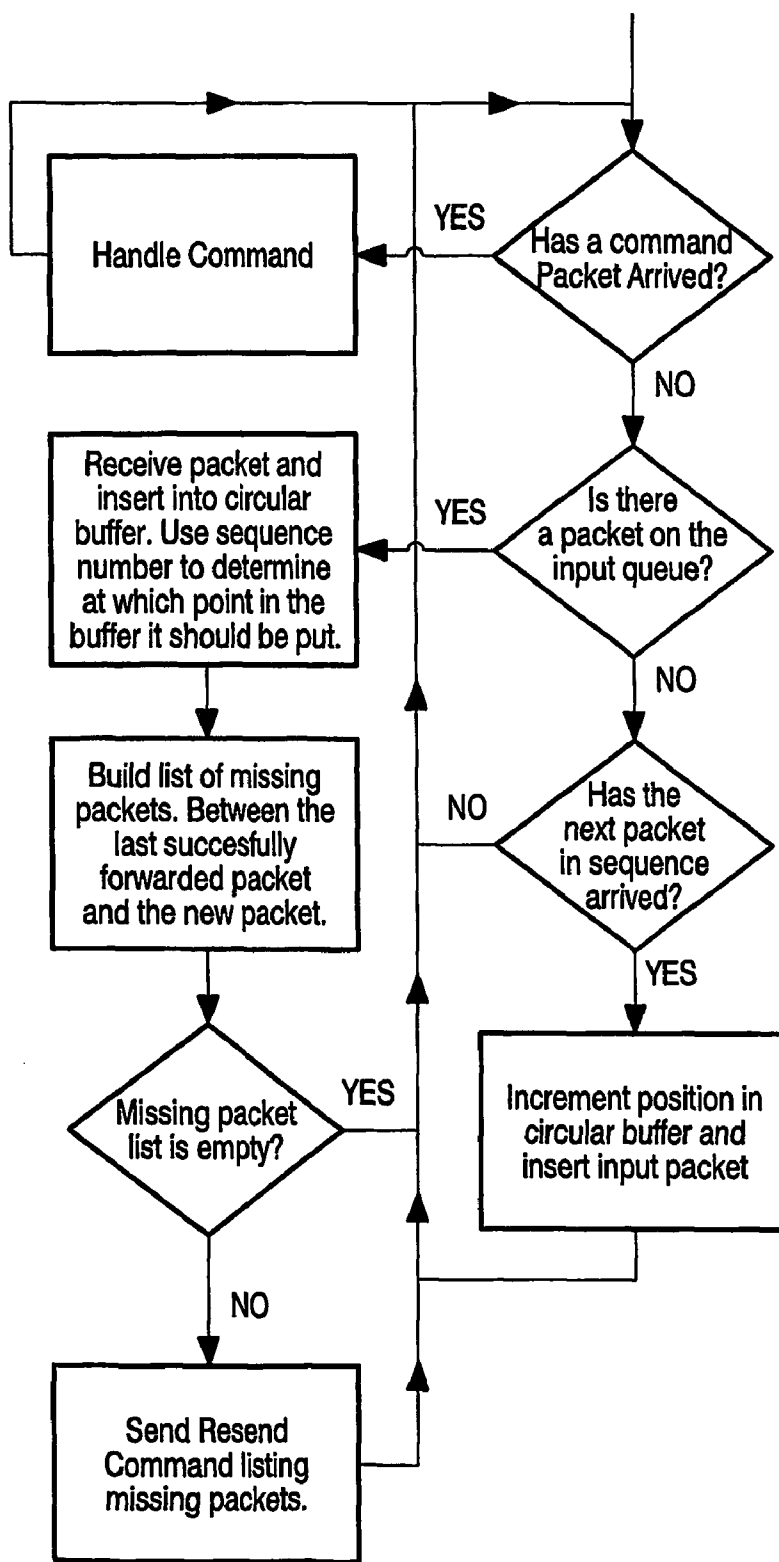 Has a command
Packet Arrived?
YES
Handle Command
NO
Is there
a packet on the
input queue?
YES
Receive packet and
insert into circular
buffer. Use sequence
number to determine
at which point in the
buffer it should be put.
NO
Build list of missing
packets. Between the
last succesfully
forwarded packet
and the new packet.
Has the
next packet
in sequence
arrived?
NO
YES
Missing packet
list is empty?
YES
Increment position in
circular buffer and
insert input packet
NO
Send Resend
Command listing
missing packets.